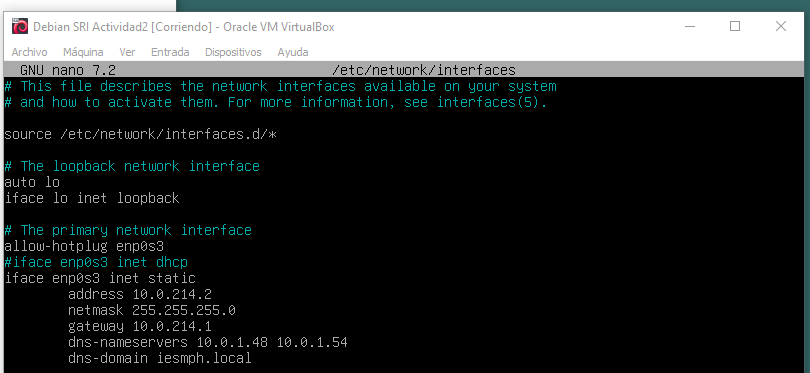 Debian SRI Actividad2 [Corriendo] - Oracle VM VirtualBox
Archivo Máquina Ver Entrada Dispositivos Ayuda
GNU nano 7.2 /etc/network/interfaces
# This file describes the network interfaces available on your system
# and how to activate them. For more information, see interfaces(5).
source /etc/network/interfaces.d/*
# The loopback network interface
auto lo
iface lo inet loopback
# The primary network interface
allow-hotplug enp0s3
#iface enp0s3 inet dhcp
iface enp0s3 inet static
address 10.0.214.2
netmask 255.255.255.0
gateway 10.0.214.1
dns-nameservers 10.0.1.48 10.0.1.54
dns-domain iesmph.local